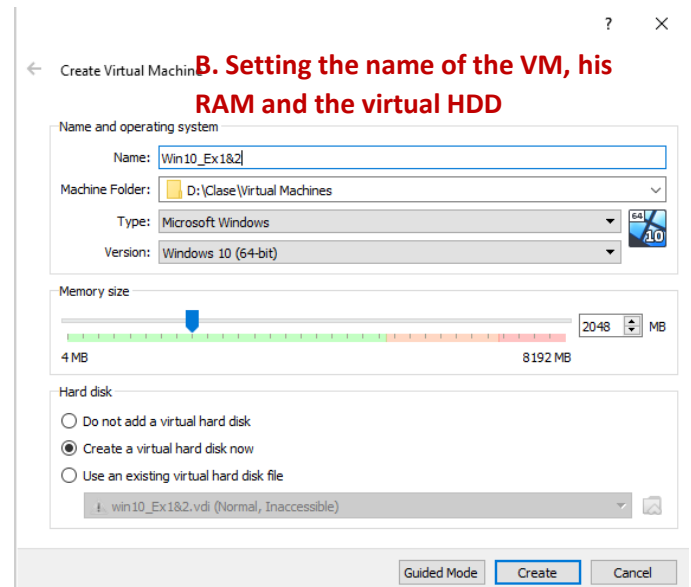 ?
Create Virtual Machine
B. Setting the name of the VM, his
RAM and the virtual HDD
Name and operating system
Name: Win10_Ex1&2
Machine Folder: D:\Clase\Virtual Machines
Type: Microsoft Windows
64
10
Version: Windows 10 (64-bit)
Memory size
2048 MB
4 MB 8192 MB
Hard disk
Do not add a virtual hard disk
Create a virtual hard disk now
Use an existing virtual hard disk file
win10_Ex1&2.vdi (Normal, Inaccessible)
Guided Mode Create Cancel